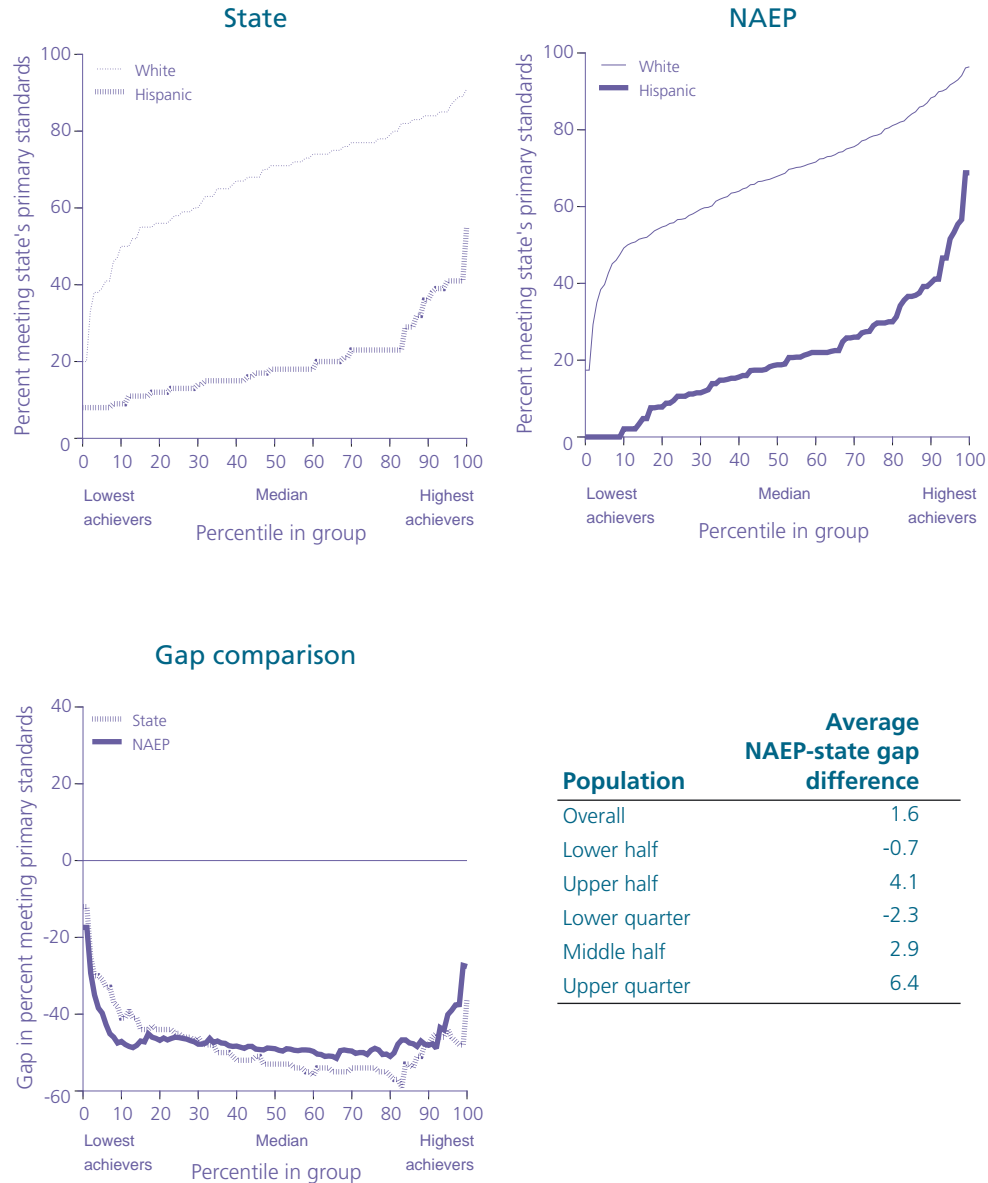 State
Percent meeting state's primary standards
100
80
60
40
20
0
White
Hispanic
0 10 20 30 40 50 60 70 80 90 100
Lowest achievers
Median
Highest achievers
Percentile in group
NAEP
Percent meeting state's primary standards
100
80
60
40
20
0
White
Hispanic
0 10 20 30 40 50 60 70 80 90 100
Lowest achievers
Median
Highest achievers
Percentile in group
Gap comparison
Gap in percent meeting primary standards
40
20
0
-20
-40
-60
State
NAEP
0 10 20 30 40 50 60 70 80 90 100
Lowest achievers
Median
Highest achievers
Percentile in group
Average
NAEP-state gap
Population difference
Overall 1.6
Lower half -0.7
Upper half 4.1
Lower quarter -2.3
Middle half 2.9
Upper quarter 6.4